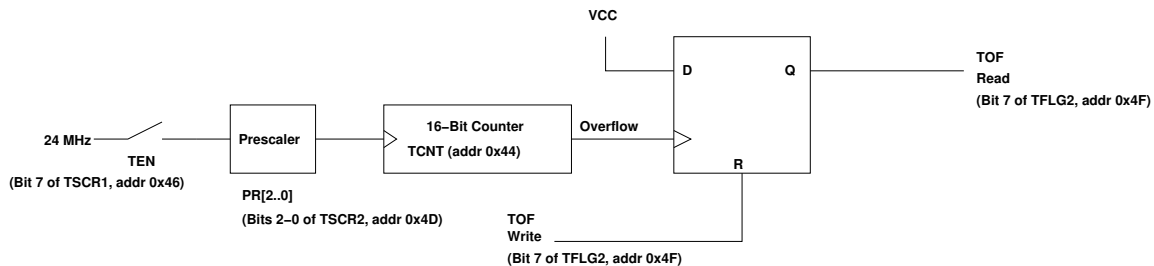 VCC
D
Q
TOF
Read
(Bit 7 of TFLG2, addr 0x4F)
24 MHz
TEN
(Bit 7 of TSCR1, addr 0x46)
Prescaler
PR[2..0]
(Bits 2−0 of TSCR2, addr 0x4D)
16−Bit Counter
TCNT (addr 0x44)
Overflow
R
TOF
Write
(Bit 7 of TFLG2, addr 0x4F)